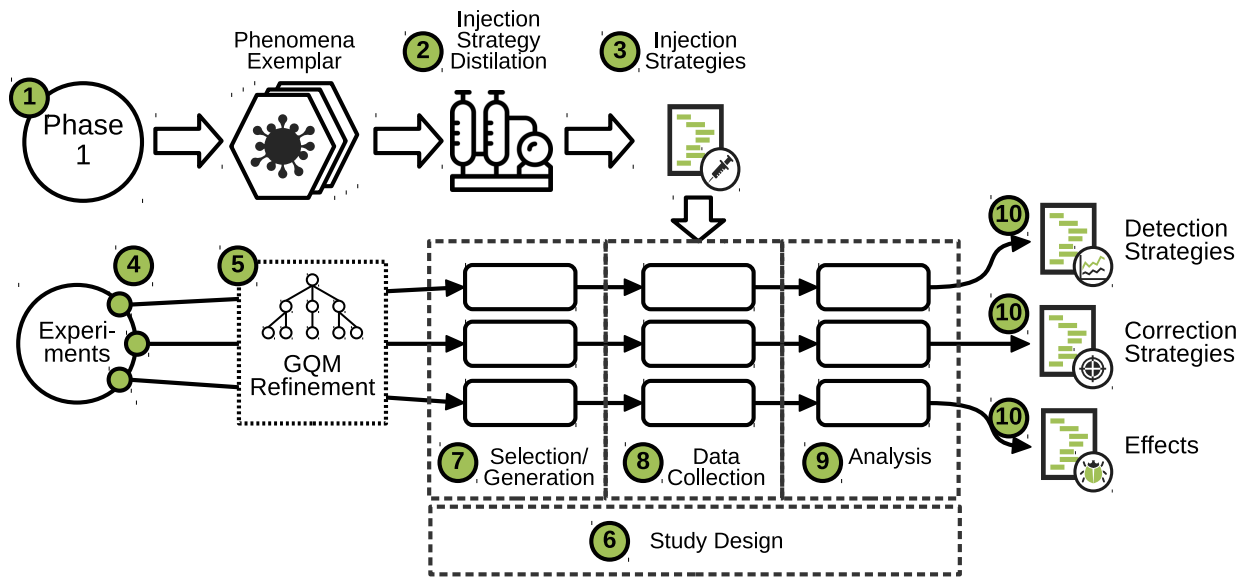 1
Phase
1
Phenomena
Exemplar
2
Injection
Strategy
Distilation
3
Injection
Strategies
4
Experi-
ments
5
GQM
Refinement
7
Selection/
Generation
8
Data
Collection
9
Analysis
6
Study Design
10
Detection
Strategies
10
Correction
Strategies
10
Effects